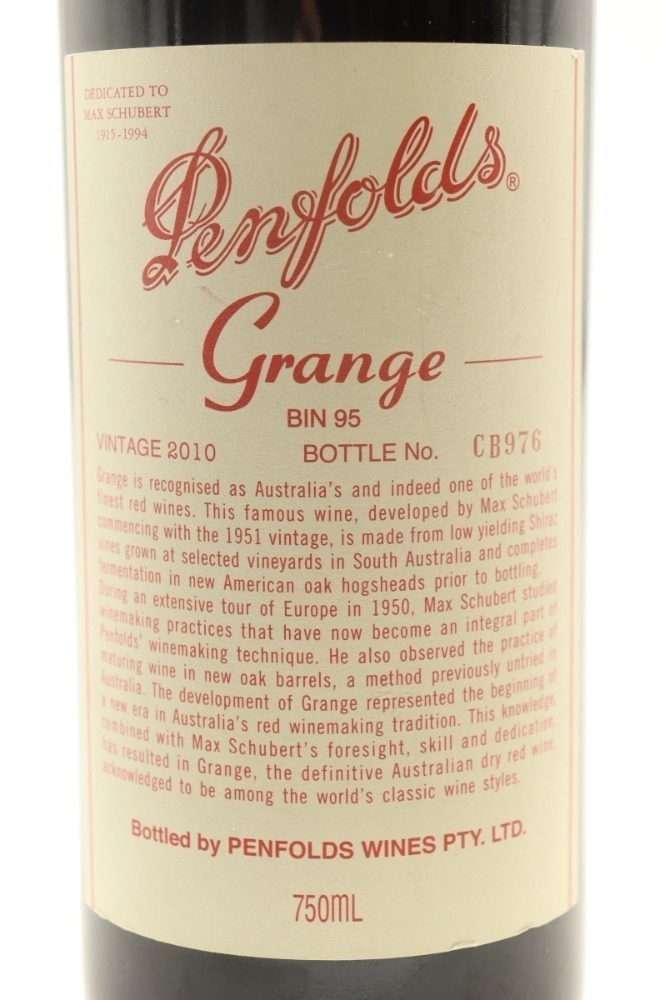 DEDICATED TO
MAX SCHUBERT
1915-1994
Penfolds®
Grange
BIN 95
VINTAGE 2010 BOTTLE No. CB976
Grange is recognised as Australia's and indeed one of the world's
finest red wines. This famous wine, developed by Max Schubert
commencing with the 1951 vintage, is made from low yielding Shiraz
vines grown at selected vineyards in South Australia and completes
fermentation in new American oak hogsheads prior to bottling.
During an extensive tour of Europe in 1950, Max Schubert studied
winemaking practices that have now become an integral part of
Penfolds' winemaking technique. He also observed the practice of
maturing wine in new oak barrels, a method previously untried in
Australia. The development of Grange represented the beginning of
a new era in Australia's red winemaking tradition. This knowledge,
combined with Max Schubert's foresight, skill and dedication,
has resulted in Grange, the definitive Australian dry red wine,
acknowledged to be among the world's classic wine styles.
Bottled by PENFOLDS WINES PTY. LTD.
750mL